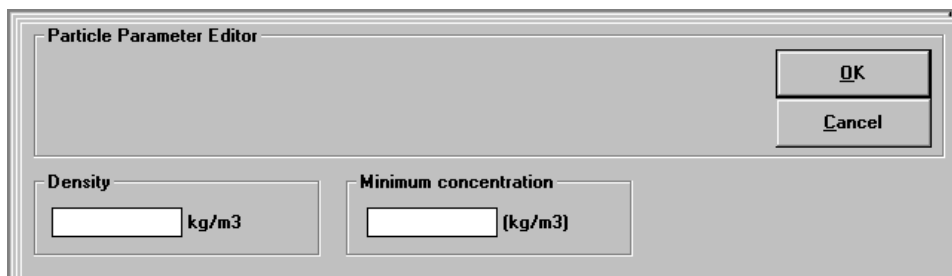 Particle Parameter Editor
OK
Cancel
Density
Minimum concentration
kg/m3
(kg/m3)